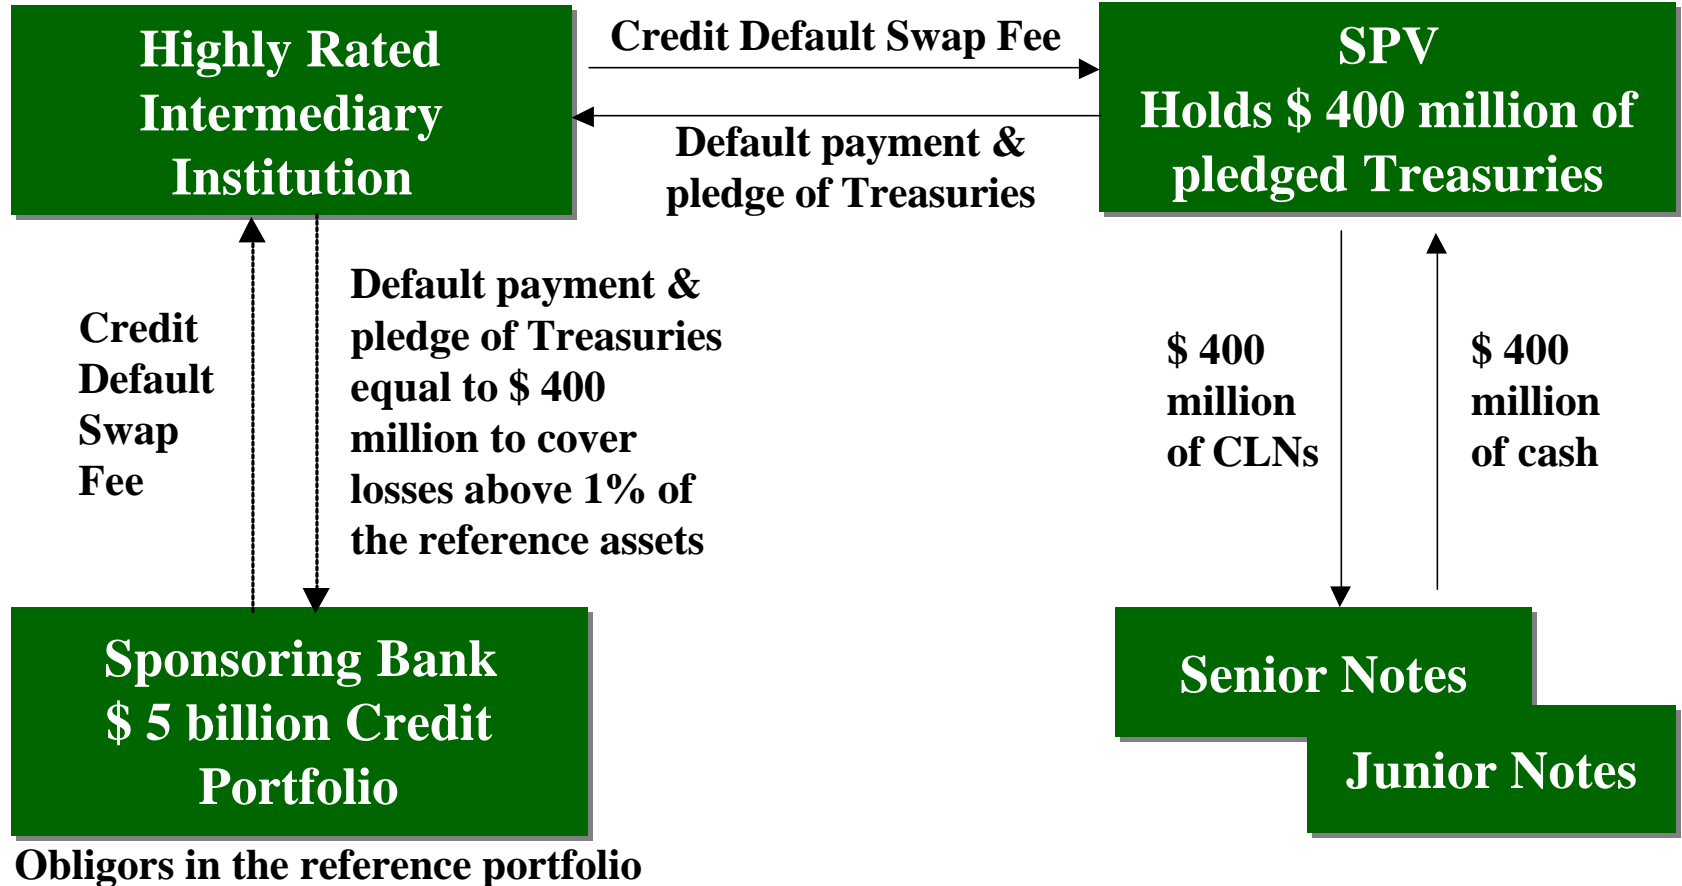 Highly Rated
Intermediary
Institution
Credit Default Swap Fee
Default payment &
pledge of Treasuries
SPV
Holds $ 400 million of
pledged Treasuries
Credit
Default
Swap
Fee
Default payment &
pledge of Treasuries
equal to $ 400
million to cover
losses above 1% of
the reference assets
$ 400
million
of CLNs
$ 400
million
of cash
Sponsoring Bank
$ 5 billion Credit
Portfolio
Senior Notes
Junior Notes
Obligors in the reference portfolio